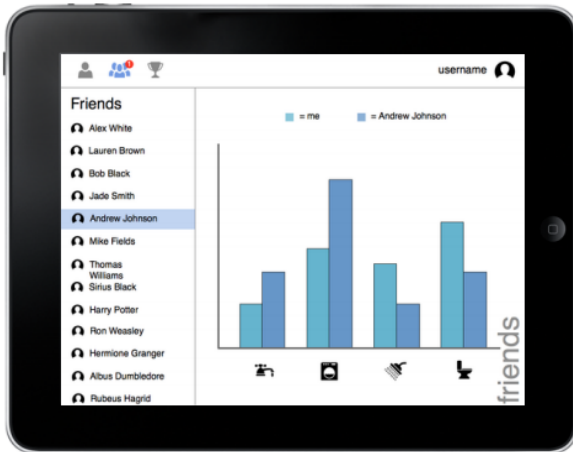 1
username
Friends
Alex White
Lauren Brown
Bob Black
Jade Smith
Andrew Johnson
Mike Fields
Thomas
Williams
Sirius Black
Harry Potter
Ron Weasley
Hermione Granger
Albus Dumbledore
Rubeus Hagrid
= me
= Andrew Johnson
friends